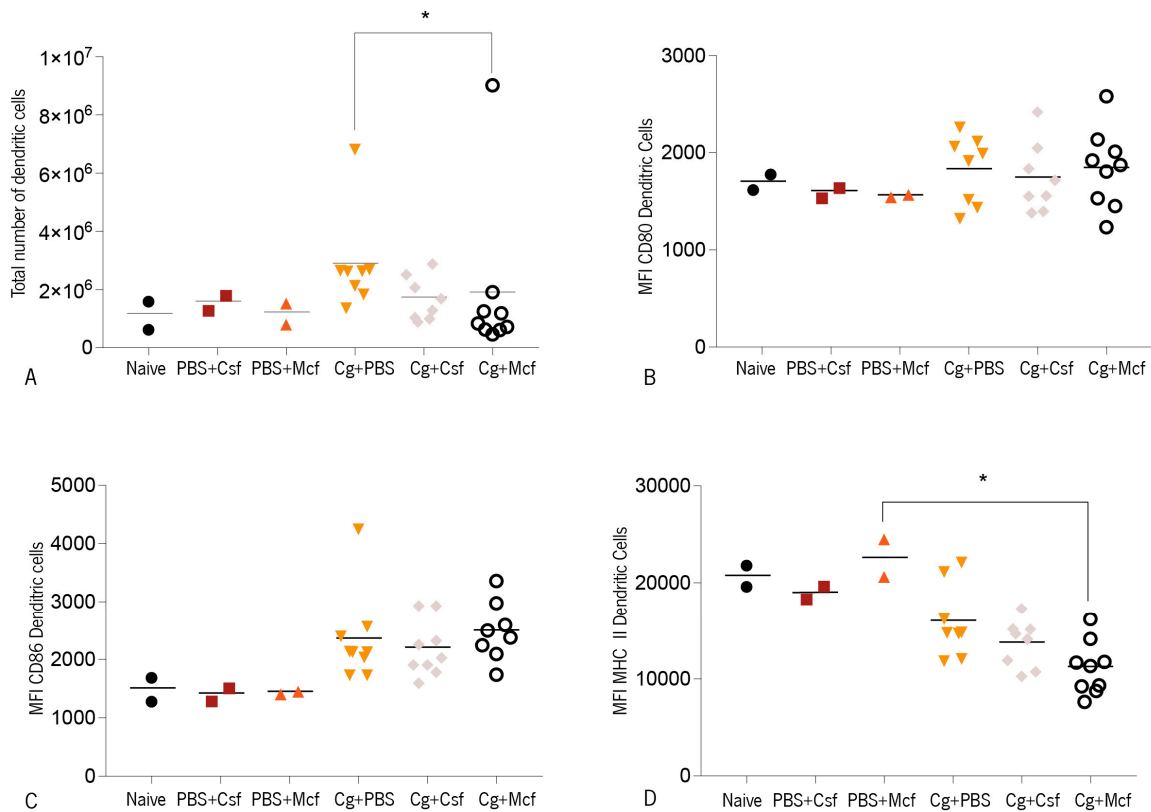 *
1×10⁷
8×10⁶
6×10⁶
4×10⁶
2×10⁶
0
Total number of dendritic cells
Naive PBS+Csf PBS+Mcf Cg+PBS Cg+Csf Cg+Mcf
A
3000
2000
1000
0
MFI CD80 Denditric Cells
Naive PBS+Csf PBS+Mcf Cg+PBS Cg+Csf Cg+Mcf
B
5000
4000
3000
2000
1000
0
MFI CD86 Denditric cells
Naive PBS+Csf PBS+Mcf Cg+PBS Cg+Csf Cg+Mcf
C
*
30000
20000
10000
0
MFI MHC II Dendritic Cells
Naive PBS+Csf PBS+Mcf Cg+PBS Cg+Csf Cg+Mcf
D